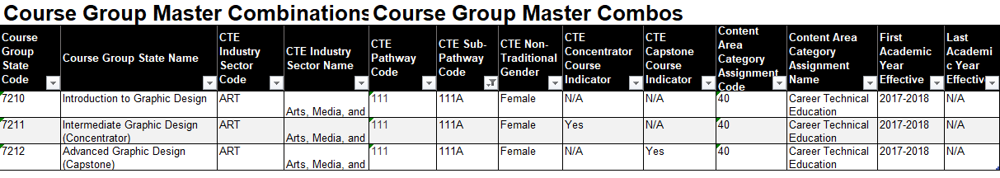 Course Group Master Combinations Course Group Master Combos
Course Group State Code
Course Group State Name
CTE Industry Sector Code
CTE Industry Sector Name
CTE Pathway Code
CTE Sub-Pathway Code
CTE Non-Traditional Gender
CTE Concentrator Course Indicator
CTE Capstone Course Indicator
Content Area Category Assignment Code
Content Area Category Assignment Name
First Academic Year Effective
Last Academic Year Effectiv
7210 Introduction to Graphic Design ART Arts, Media, and 111 111A Female N/A N/A 40 Career Technical Education 2017-2018 N/A
7211 Intermediate Graphic Design (Concentrator) ART Arts, Media, and 111 111A Female Yes N/A 40 Career Technical Education 2017-2018 N/A
7212 Advanced Graphic Design (Capstone) ART Arts, Media, and 111 111A Female N/A Yes 40 Career Technical Education 2017-2018 N/A